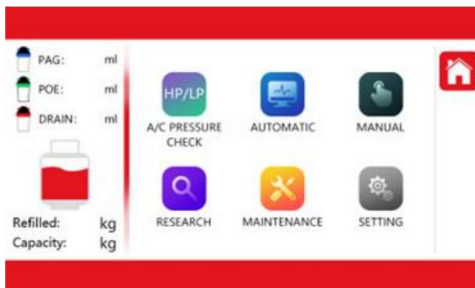 PAG: ml
POE: ml
DRAIN: ml
Refilled: kg
Capacity: kg
HP/LP
A/C PRESSURE
CHECK
AUTOMATIC
MANUAL
RESEARCH
MAINTENANCE
SETTING